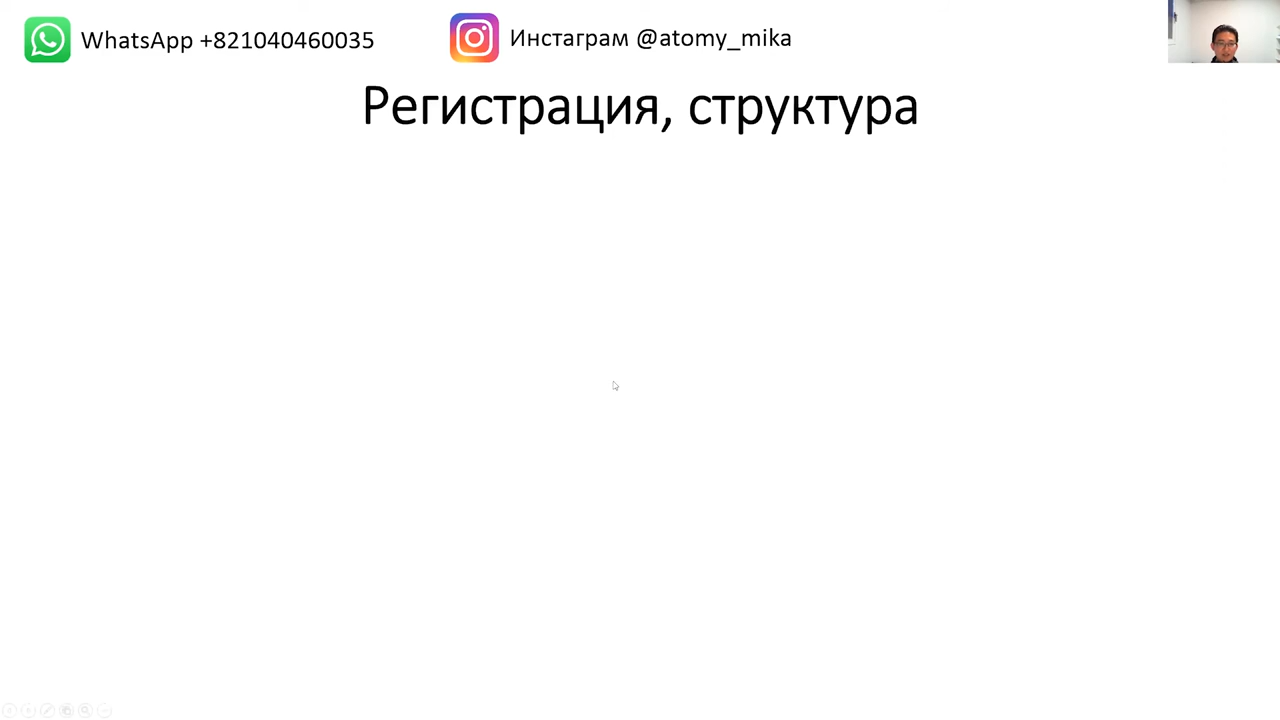 WhatsApp +821040460035
Инстаграм @atomy_mika
Регистрация, структура